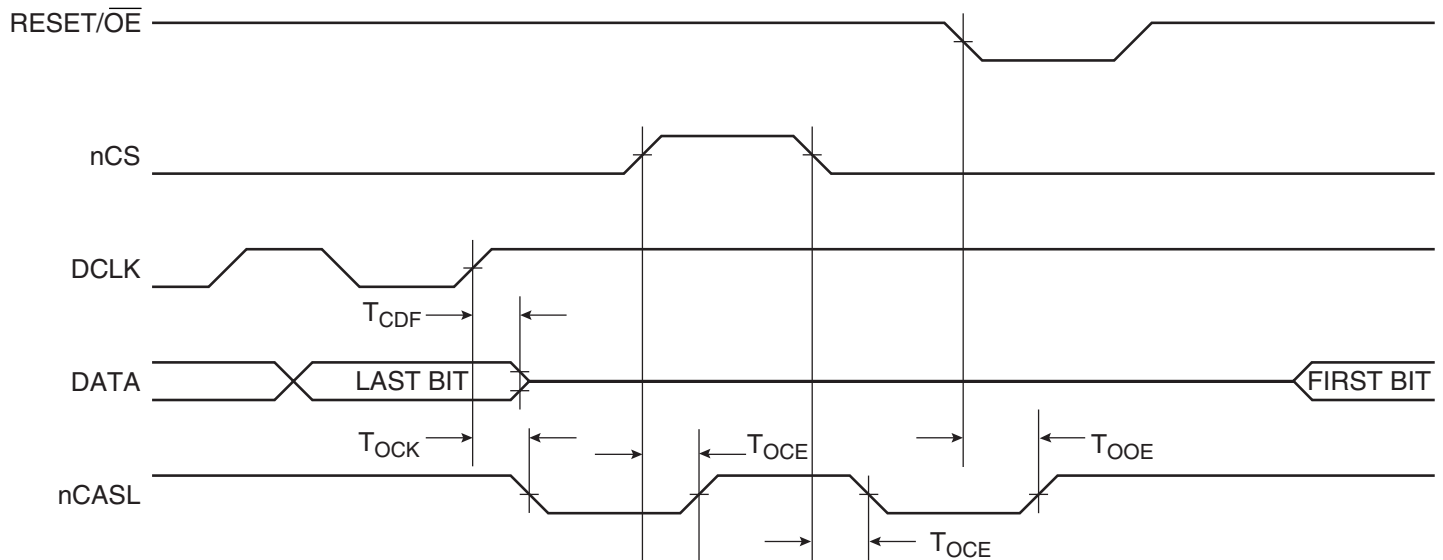 RESET/OE
nCS
DCLK
TCDF
DATA
LAST BIT
FIRST BIT
TOCK
TOCE
TOOE
nCASL
TOCE